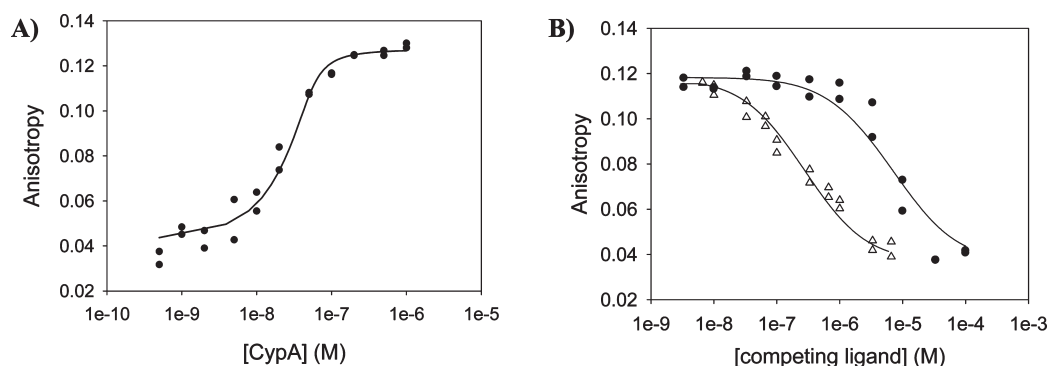 A)
Anisotropy
0.14
0.12
0.10
0.08
0.06
0.04
0.02
1e-10 1e-9 1e-8 1e-7 1e-6 1e-5
[CypA] (M)
B)
Anisotropy
0.14
0.12
0.10
0.08
0.06
0.04
0.02
1e-9 1e-8 1e-7 1e-6 1e-5 1e-4 1e-3
[competing ligand] (M)